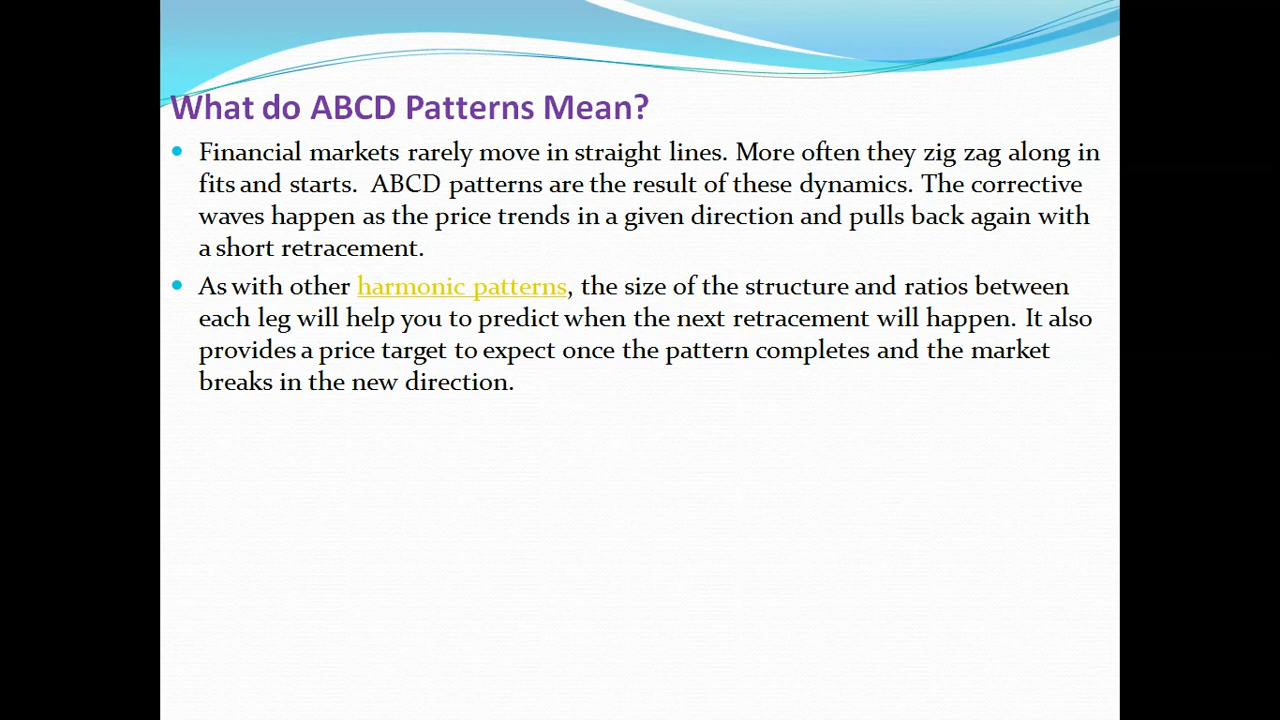 What do ABCD Patterns Mean?
Financial markets rarely move in straight lines. More often they zig zag along in
fits and starts.  ABCD patterns are the result of these dynamics. The corrective
waves happen as the price trends in a given direction and pulls back again with
a short retracement.
As with other harmonic patterns, the size of the structure and ratios between
each leg will help you to predict when the next retracement will happen. It also
provides a price target to expect once the pattern completes and the market
breaks in the new direction.